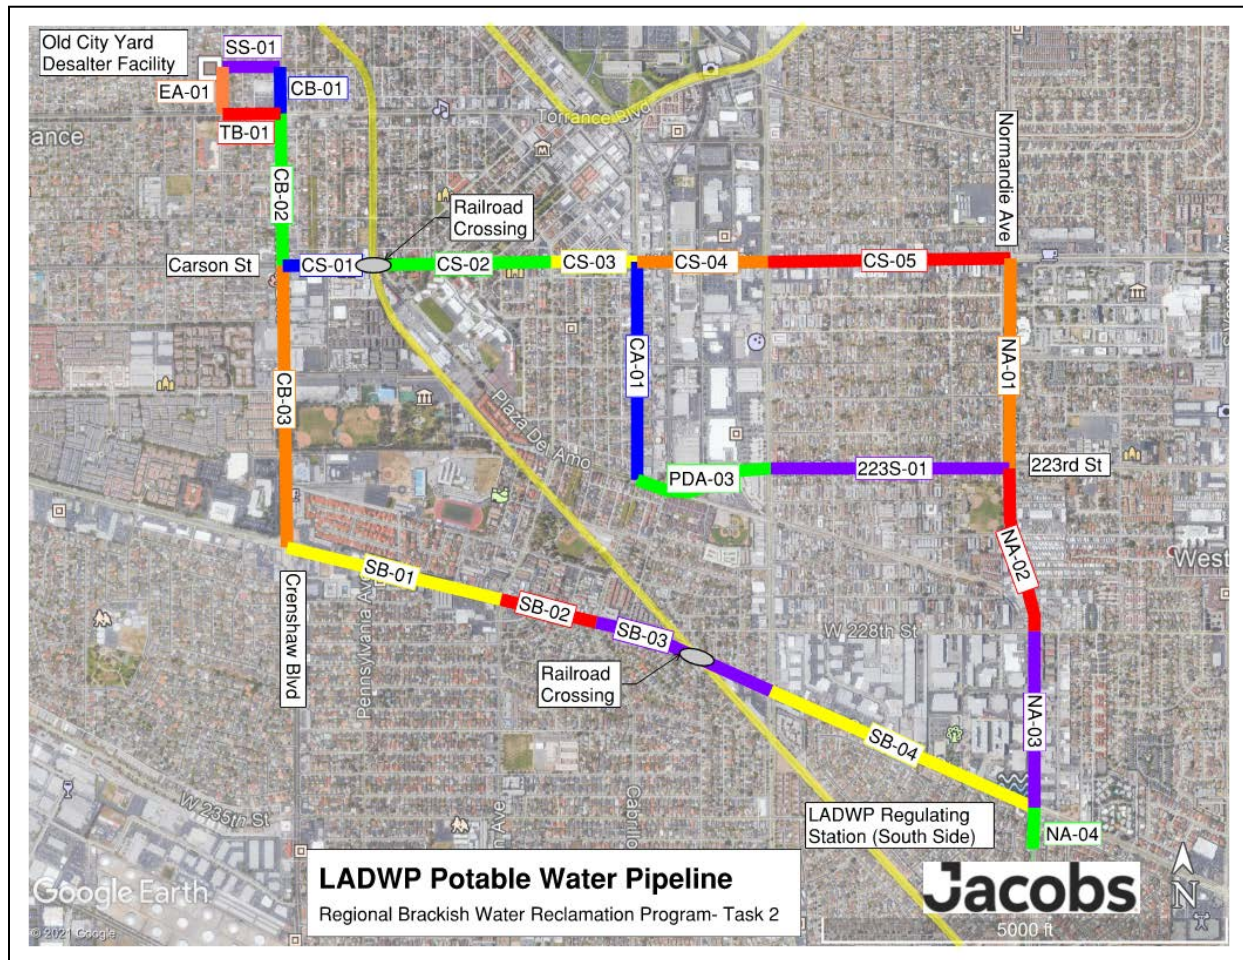 Old City Yard
Desalter Facility
SS-01
EA-01
CB-01
TB-01
Torrance Blvd
CB-02
Railroad
Crossing
Normandie Ave
Carson St
CS-01
CS-02
CS-03
CS-04
CS-05
CB-03
CA-01
NA-01
Plaza Del Amo
PDA-03
223S-01
223rd St
NA-02
West
SB-01
Crenshaw Blvd
Pennsylvania Ave
SB-02
SB-03
W 228th St
Railroad
Crossing
SB-04
NA-03
W 235th St
LADWP Regulating
Station (South Side)
NA-04
LADWP Potable Water Pipeline
Regional Brackish Water Reclamation Program- Task 2
Jacobs
N
Google Earth
© 2021 Google
5000 ft